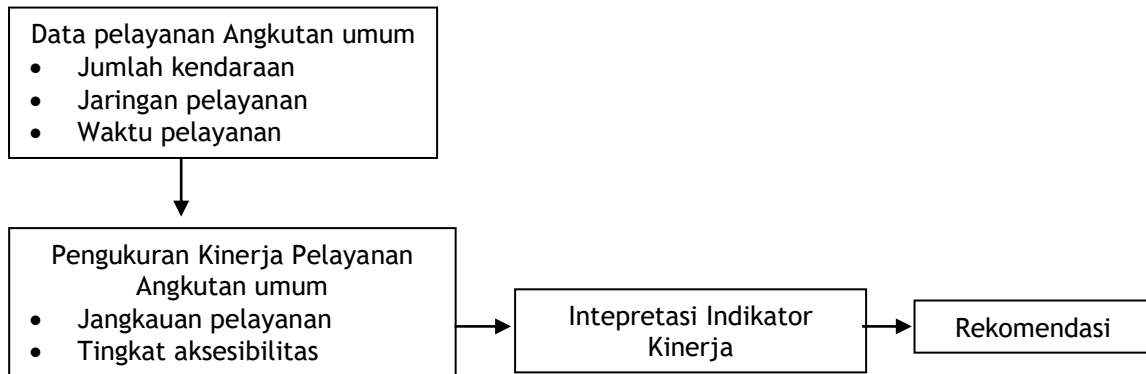 Data pelayanan Angkutan umum
• Jumlah kendaraan
• Jaringan pelayanan
• Waktu pelayanan
Pengukuran Kinerja Pelayanan
Angkutan umum
• Jangkauan pelayanan
• Tingkat aksesibilitas
Intepretasi Indikator
Kinerja
Rekomendasi